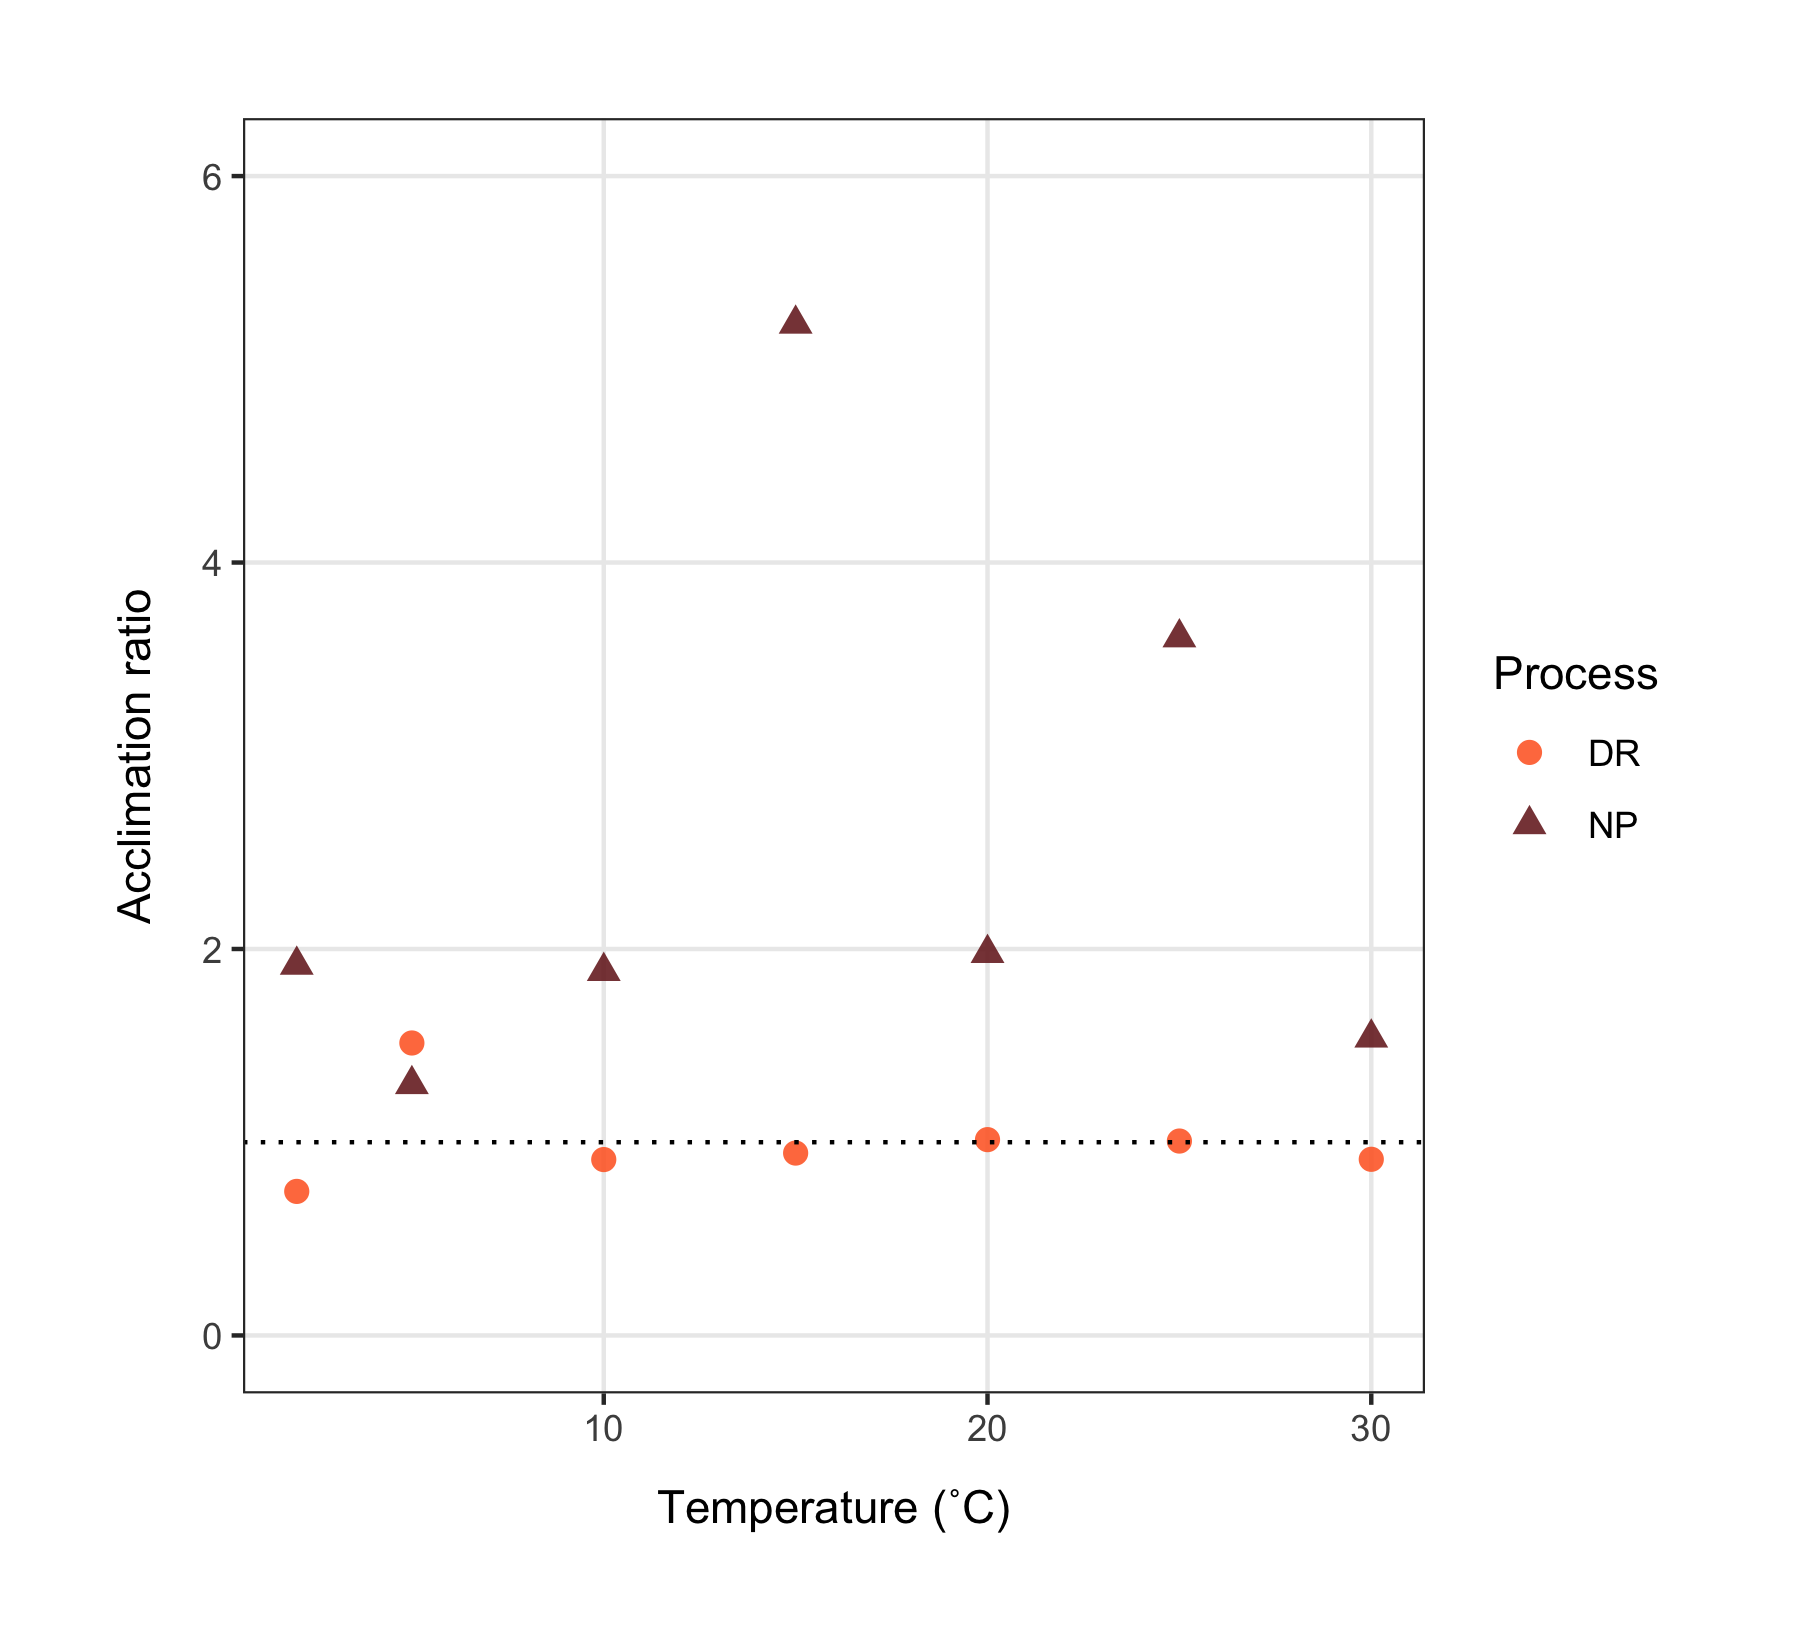 6
4
2
0
Acclimation ratio
10 20 30
Temperature (˚C)
Process
DR
NP